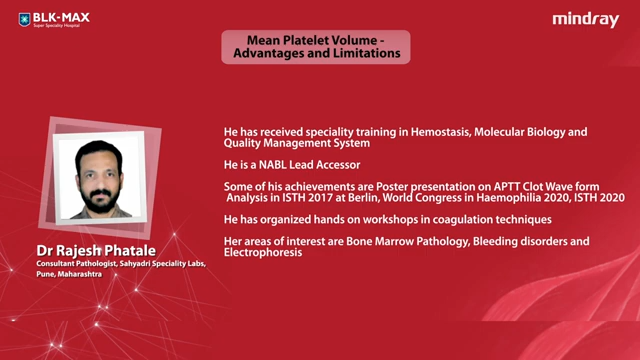 BLK-MAX
Super Speciality Hospital
mindray
Mean Platelet Volume -
Advantages and Limitations
He has received speciality training in Hemostasis, Molecular Biology and
Quality Management System
He is a NABL Lead Accessor
Some of his achievements are Poster presentation on APTT Clot Wave form
Analysis in ISTH 2017 at Berlin, World Congress in Haemophilia 2020, ISTH 2020
He has organized hands on workshops in coagulation techniques
Her areas of interest are Bone Marrow Pathology, Bleeding disorders and
Electrophoresis
Dr Rajesh Phatale
Consultant Pathologist, Sahyadri Speciality Labs,
Pune, Maharashtra